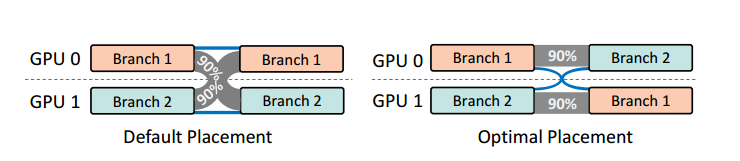 GPU 0 Branch 1 90% Branch 1
GPU 1 Branch 2 90% Branch 2
Default Placement
GPU 0 Branch 1 90% Branch 2
GPU 1 Branch 2 90% Branch 1
Optimal Placement